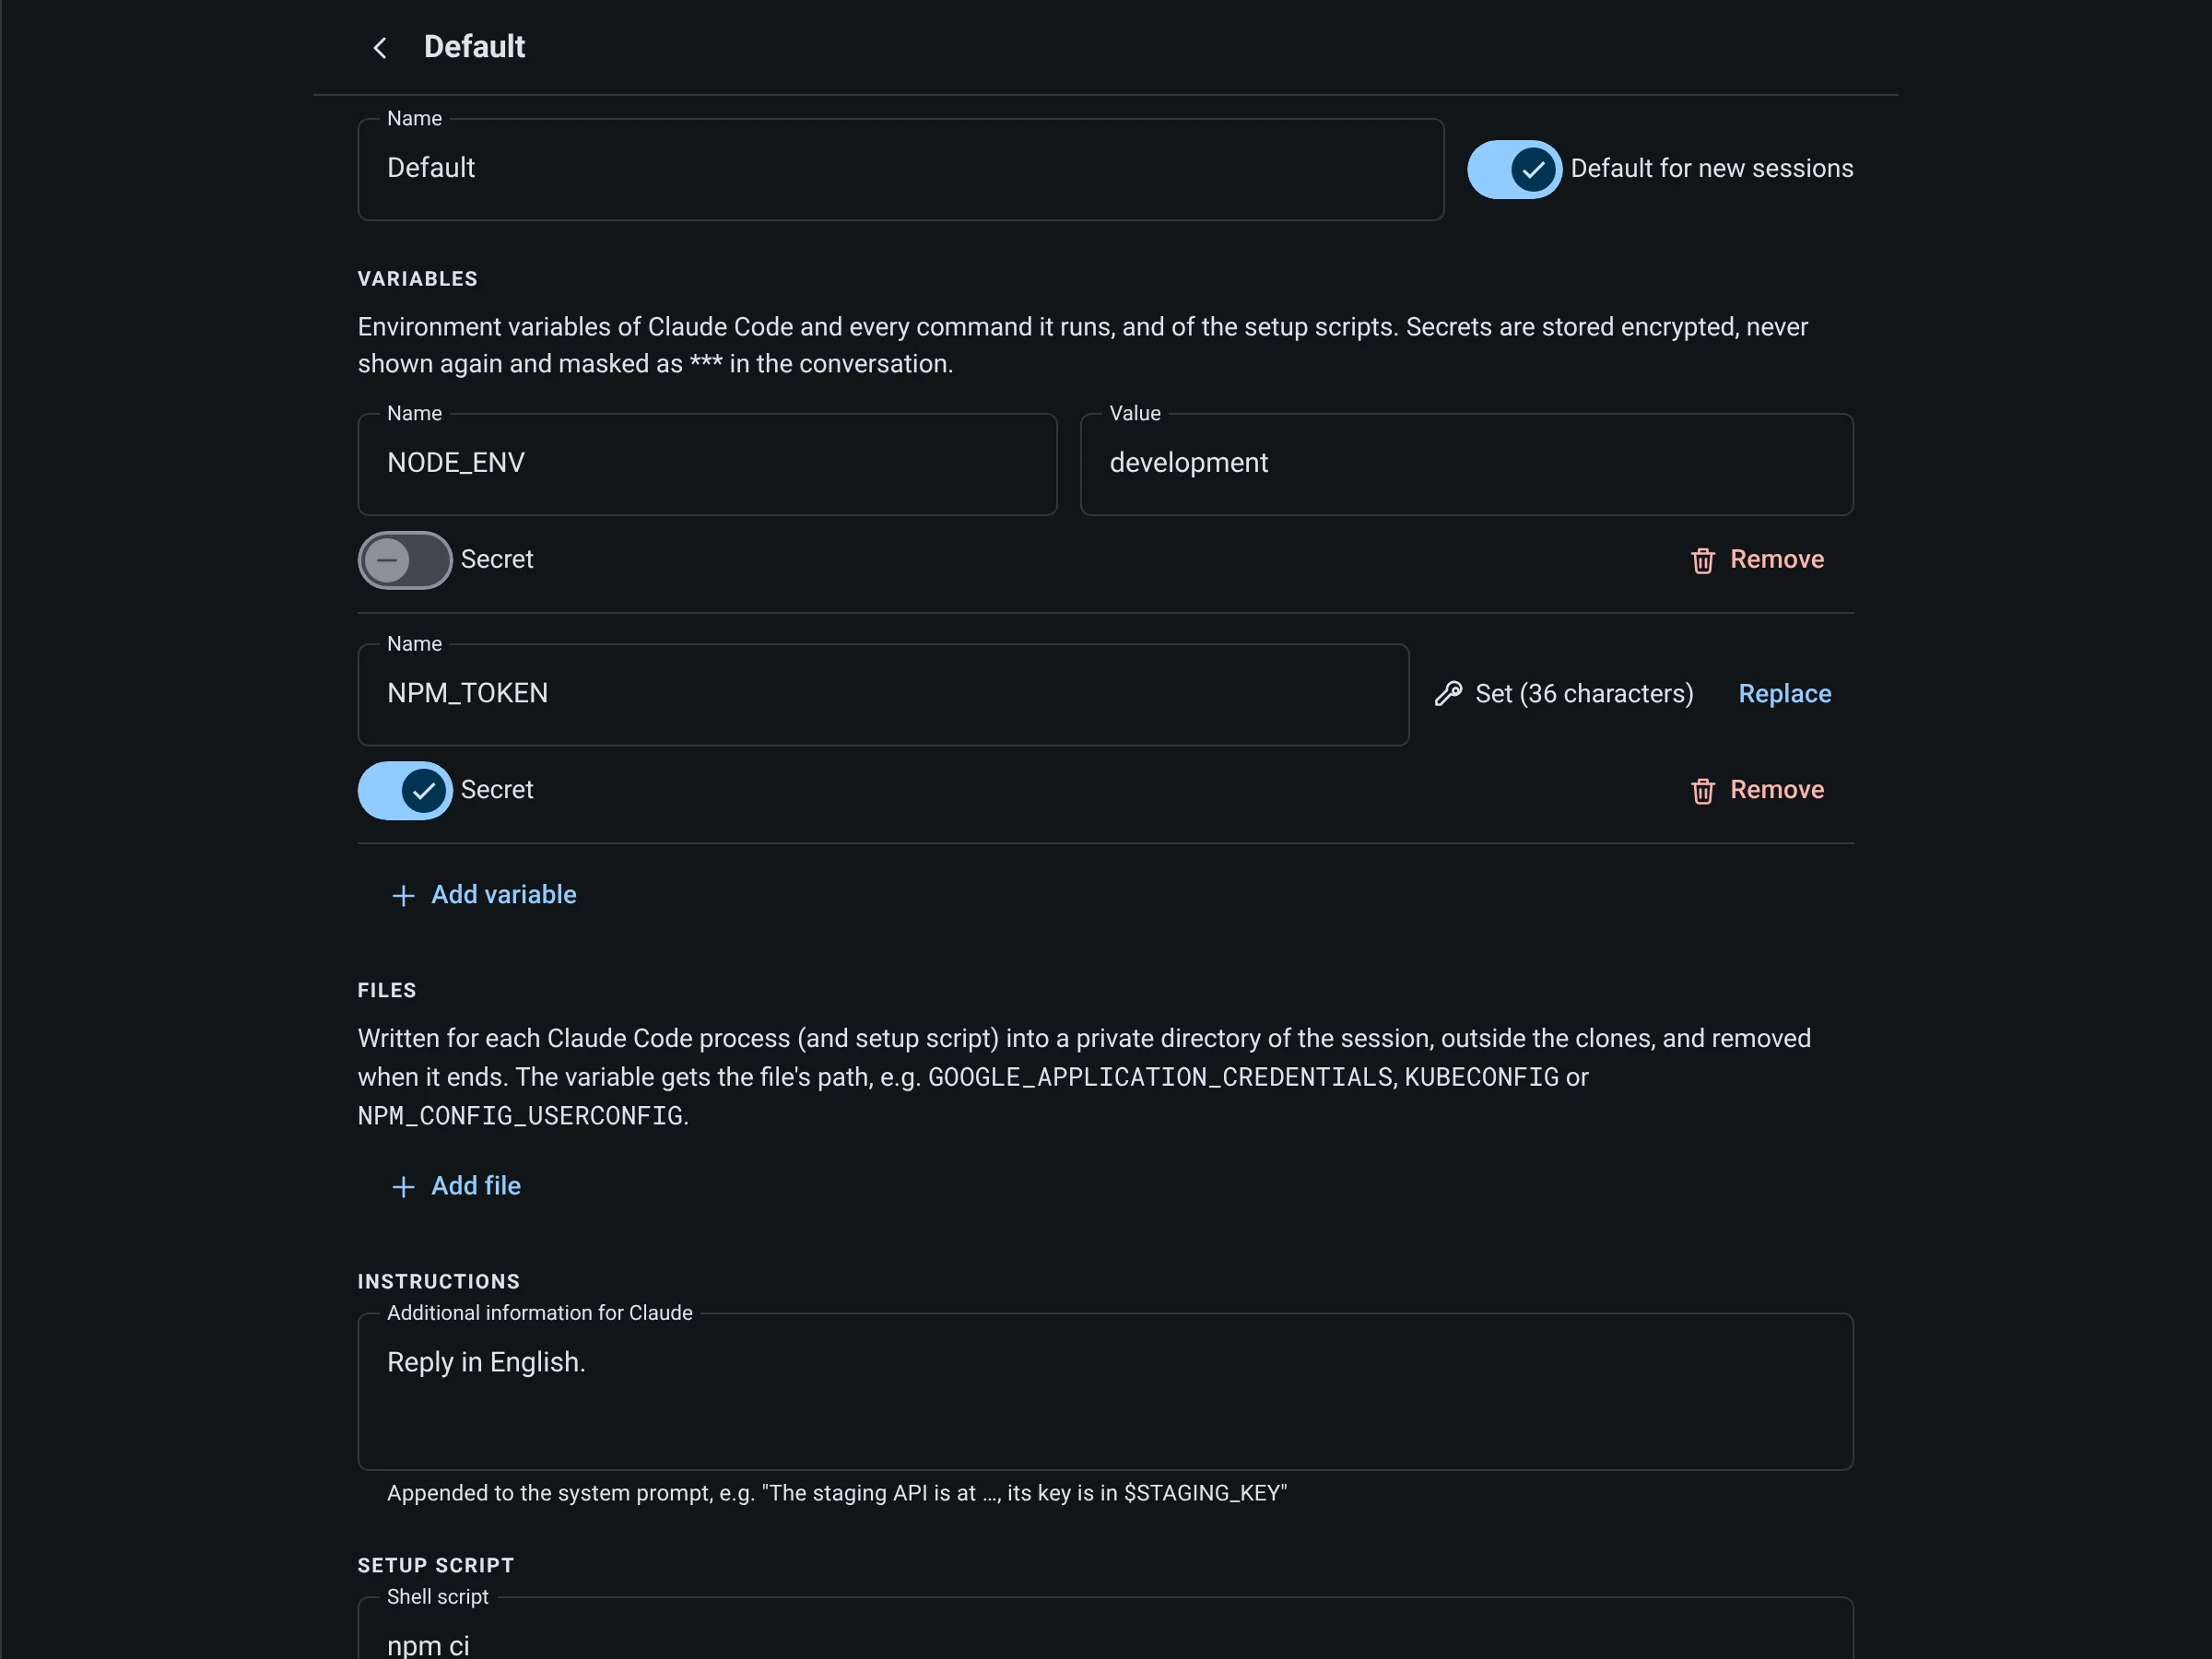 Default
Name
Default
Default for new sessions
VARIABLES
Environment variables of Claude Code and every command it runs, and of the setup scripts. Secrets are stored encrypted, never
shown again and masked as *** in the conversation.
Name
NODE_ENV
Value
development
Secret
Remove
Name
NPM_TOKEN
Set (36 characters)
Replace
Secret
Remove
Add variable
FILES
Written for each Claude Code process (and setup script) into a private directory of the session, outside the clones, and removed
when it ends. The variable gets the file's path, e.g. GOOGLE_APPLICATION_CREDENTIALS, KUBECONFIG or
NPM_CONFIG_USERCONFIG.
Add file
INSTRUCTIONS
Additional information for Claude
Reply in English.
Appended to the system prompt, e.g. "The staging API is at …, its key is in $STAGING_KEY"
SETUP SCRIPT
Shell script
npm ci